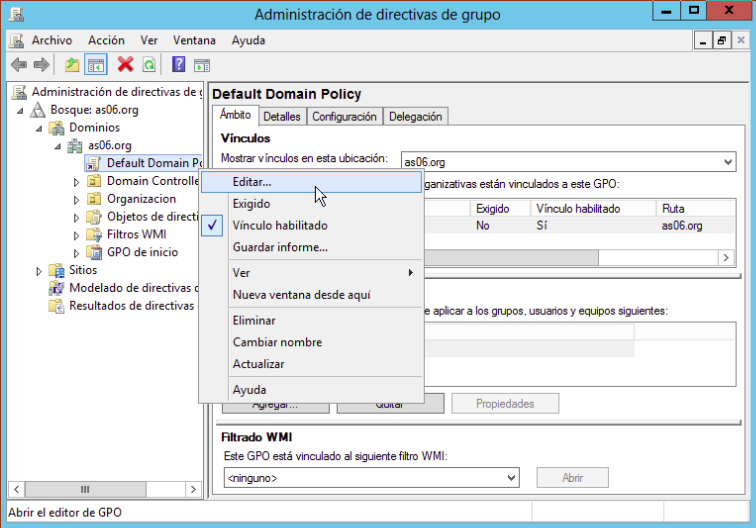 Administración de directivas de grupo
Archivo Acción Ver Ventana Ayuda
Administración de directivas de g
Bosque: as06.org
Dominios
as06.org
Default Domain Po
Domain Controlle
Organizacion
Objetos de directi
Filtros WMI
GPO de inicio
Sitios
Modelado de directivas d
Resultados de directivas
Default Domain Policy
Ámbito Detalles Configuración Delegación
Vínculos
Mostrar vínculos en esta ubicación: as06.org
ganizativas están vinculados a este GPO:
Exigido Vínculo habilitado Ruta
No Sí as06.org
e aplicar a los grupos, usuarios y equipos siguientes:
Agregar... Quitar Propiedades
Filtrado WMI
Este GPO está vinculado al siguiente filtro WMI:
<ninguno> Abrir
Editar...
Exigido
Vínculo habilitado
Guardar informe...
Ver
Nueva ventana desde aquí
Eliminar
Cambiar nombre
Actualizar
Ayuda
Abrir el editor de GPO